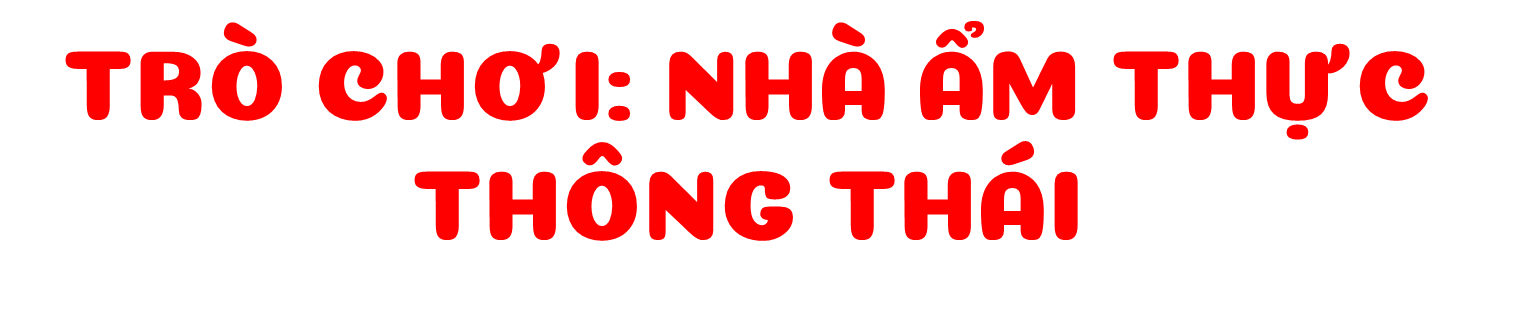 TRÒ CHƠI: NHÀ ẨM THỰC
THÔNG THÁI